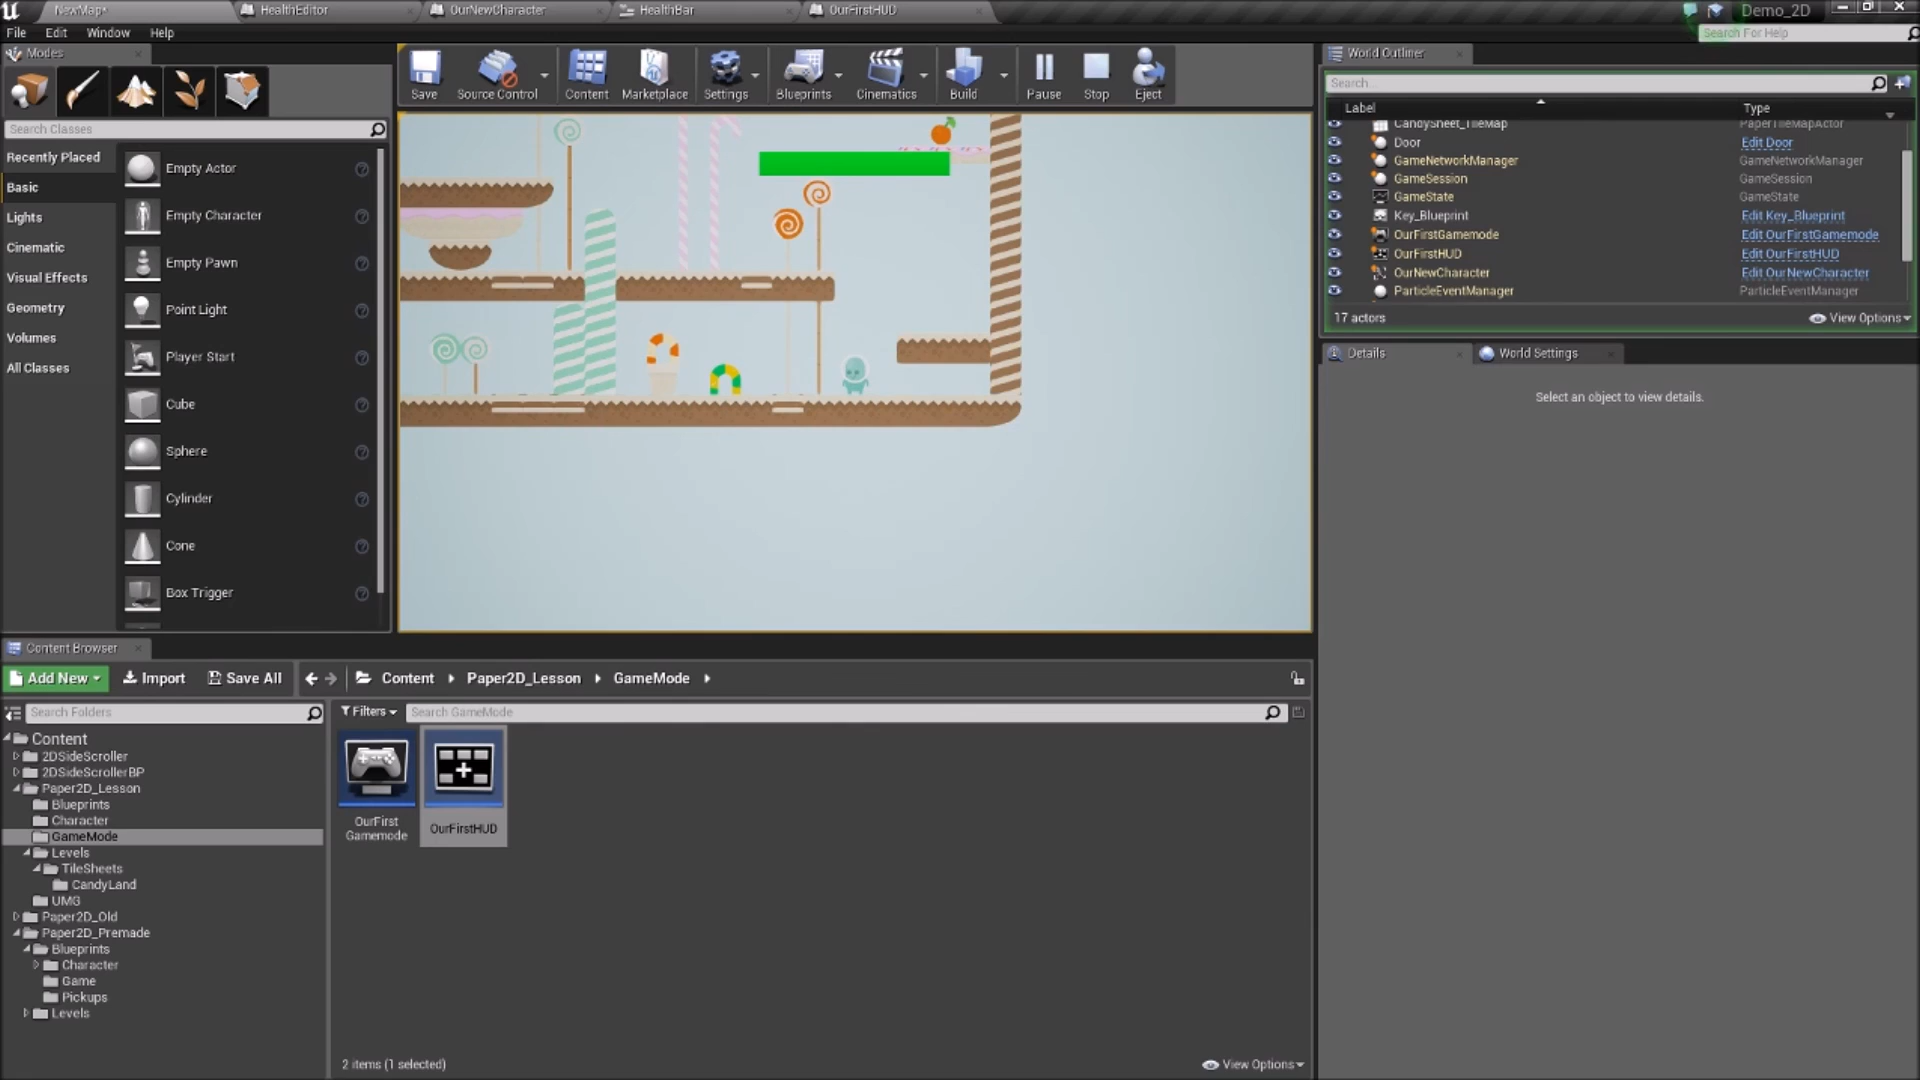 NewMap*
HealthEditor
OurNewCharacter
HealthBar
OurFirstHUD
Demo_2D
File
Edit
Window
Help
Search For Help
Modes
Save
Source Control
Content
Marketplace
Settings
Blueprints
Cinematics
Build
Pause
Stop
Eject
World Outliner
Search...
Label
Type
Search Classes
Recently Placed
Basic
Lights
Cinematic
Visual Effects
Geometry
Volumes
All Classes
Empty Actor
Empty Character
Empty Pawn
Point Light
Player Start
Cube
Sphere
Cylinder
Cone
Box Trigger
CandySheet_TileMap
PaperTileMapActor
Door
Edit Door
GameNetworkManager
GameNetworkManager
GameSession
GameSession
GameState
GameState
Key_Blueprint
Edit Key_Blueprint
OurFirstGamemode
Edit OurFirstGamemode
OurFirstHUD
Edit OurFirstHUD
OurNewCharacter
Edit OurNewCharacter
ParticleEventManager
ParticleEventManager
17 actors
View Options
Details
World Settings
Select an object to view details.
Content Browser
Add New
Import
Save All
Content
Paper2D_Lesson
GameMode
Search Folders
Filters
Search GameMode
Content
2DSideScroller
2DSideScrollerBP
Paper2D_Lesson
Blueprints
Character
GameMode
Levels
TileSheets
CandyLand
UMG
Paper2D_Old
Paper2D_Premade
Blueprints
Character
Game
Pickups
Levels
OurFirst
Gamemode
OurFirstHUD
2 items (1 selected)
View Options